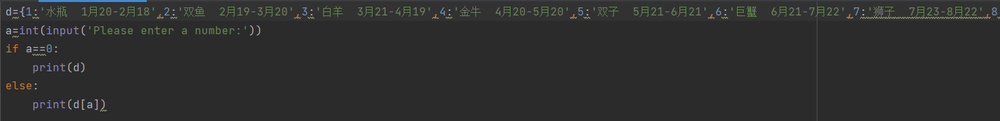 d={1:'水瓶  1月20-2月18',2:'双鱼  2月19-3月20',3:'白羊  3月21-4月19',4:'金牛  4月20-5月20',5:'双子  5月21-6月21',6:'巨蟹  6月21-7月22',7:'狮子  7月23-8月22',8
a=int(input('Please enter a number:'))
if a==0:
    print(d)
else:
    print(d[a])